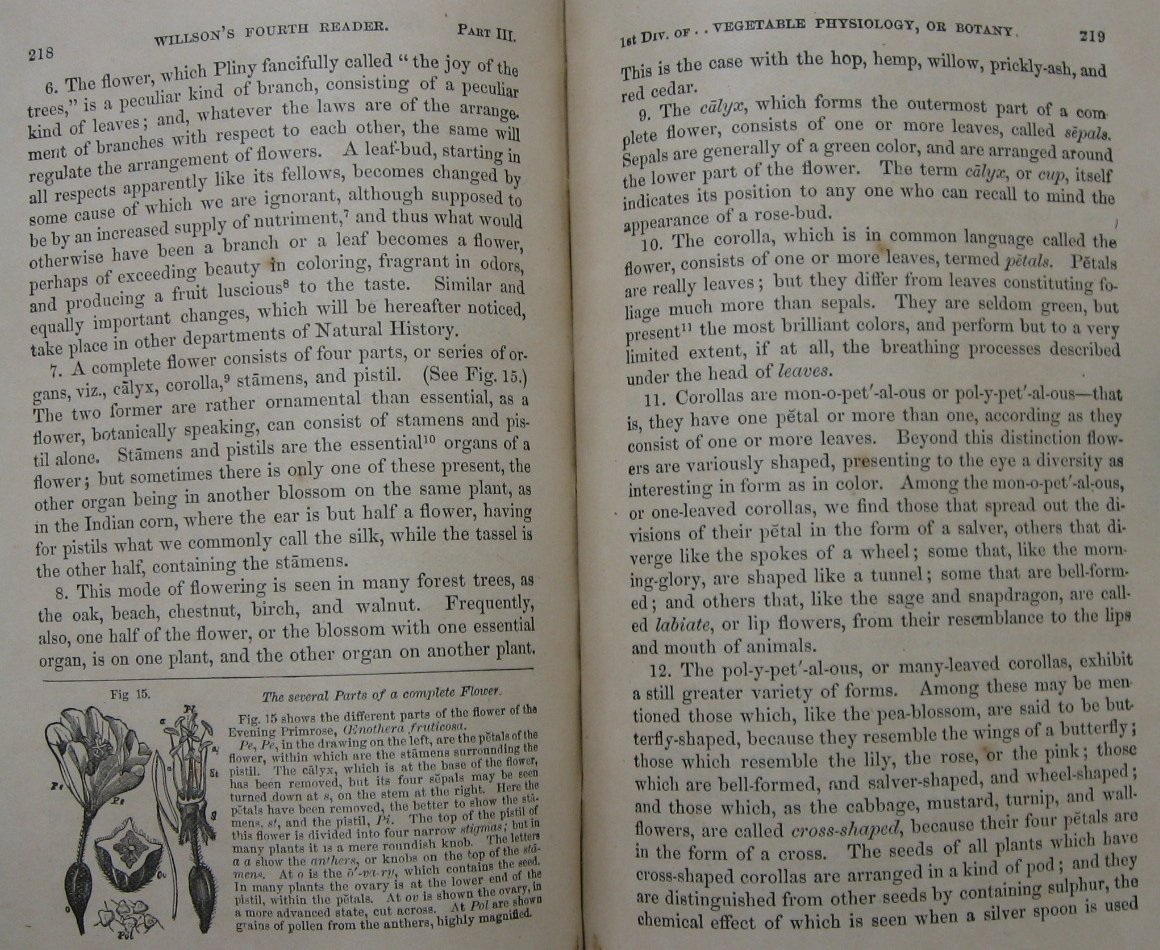 218 WILLSON'S FOURTH READER. PART III.
6. The flower, which Pliny fancifully called "the joy of the
trees," is a peculiar kind of branch, consisting of a peculiar
kind of leaves; and, whatever the laws are of the arrange-
ment of branches with respect to each other, the same will
regulate the arrangement of flowers. A leaf-bud, starting in
all respects apparently like its fellows, becomes changed by
some cause of which we are ignorant, although supposed to
be by an increased supply of nutriment,⁷ and thus what would
otherwise have been a branch or a leaf becomes a flower,
perhaps of exceeding beauty in coloring, fragrant in odors,
and producing a fruit luscious⁸ to the taste. Similar and
equally important changes, which will be hereafter noticed,
take place in other departments of Natural History.
7. A complete flower consists of four parts, or series of or-
gans, viz., cālyx, corolla,⁹ stāmens, and pistil. (See Fig. 15.)
The two former are rather ornamental than essential, as a
flower, botanically speaking, can consist of stamens and pis-
til alone. Stāmens and pistils are the essential¹⁰ organs of a
flower; but sometimes there is only one of these present, the
other organ being in another blossom on the same plant, as
in the Indian corn, where the ear is but half a flower, having
for pistils what we commonly call the silk, while the tassel is
the other half, containing the stāmens.
8. This mode of flowering is seen in many forest trees, as
the oak, beach, chestnut, birch, and walnut. Frequently,
also, one half of the flower, or the blossom with one essential
organ, is on one plant, and the other organ on another plant.
Fig 15.
Pe
Pe
o
Ov
Pol
Pi
a
a
St
s
o
The several Parts of a complete Flower.
Fig. 15 shows the different parts of the flower of the
Evening Primrose, Œnothera fruticosa.
Pe, Pe, in the drawing on the left, are the pĕtals of the
flower, within which are the stāmens surrounding the
pistil. The cālyx, which is at the base of the flower,
has been removed, but its four sĕpals may be seen
turned down at s, on the stem at the right. Here the
pĕtals have been removed, the better to show the stā-
mens, st, and the pistil, Pi. The top of the pistil of
this flower is divided into four narrow stigmas; but in
many plants it is a mere roundish knob. The letters
a a show the anthers, or knobs on the top of the stā-
mens. At o is the ō'-va-ry, which contains the seed.
In many plants the ovary is at the lower end of the
pistil, within the pĕtals. At ov is shown the ovary, in
a more advanced state, cut across. At Pol are shown
grains of pollen from the anthers, highly magnified.
1st DIV. OF . . VEGETABLE PHYSIOLOGY, OR BOTANY. 219
This is the case with the hop, hemp, willow, prickly-ash, and
red cedar.
9. The cālyx, which forms the outermost part of a com-
plete flower, consists of one or more leaves, called sĕpals.
Sepals are generally of a green color, and are arranged around
the lower part of the flower. The term cālyx, or cup, itself
indicates its position to any one who can recall to mind the
appearance of a rose-bud.
10. The corolla, which is in common language called the
flower, consists of one or more leaves, termed pĕtals. Pĕtals
are really leaves; but they differ from leaves constituting fo-
liage much more than sepals. They are seldom green, but
present¹¹ the most brilliant colors, and perform but to a very
limited extent, if at all, the breathing processes described
under the head of leaves.
11. Corollas are mon-o-pet'-al-ous or pol-y-pet'-al-ous—that
is, they have one pĕtal or more than one, according as they
consist of one or more leaves. Beyond this distinction flow-
ers are variously shaped, presenting to the eye a diversity as
interesting in form as in color. Among the mon-o-pet'-al-ous,
or one-leaved corollas, we find those that spread out the di-
visions of their pĕtal in the form of a salver, others that di-
verge like the spokes of a wheel; some that, like the morn-
ing-glory, are shaped like a tunnel; some that are bell-form-
ed; and others that, like the sage and snapdragon, are call-
ed labiate, or lip flowers, from their resemblance to the lips
and mouth of animals.
12. The pol-y-pet'-al-ous, or many-leaved corollas, exhibit
a still greater variety of forms. Among these may be men-
tioned those which, like the pea-blossom, are said to be but-
terfly-shaped, because they resemble the wings of a butterfly;
those which resemble the lily, the rose, or the pink; those
which are bell-formed, and salver-shaped, and wheel-shaped;
and those which, as the cabbage, mustard, turnip, and wall-
flowers, are called cross-shaped, because their four pĕtals are
in the form of a cross. The seeds of all plants which have
cross-shaped corollas are arranged in a kind of pod; and they
are distinguished from other seeds by containing sulphur, the
chemical effect of which is seen when a silver spoon is used